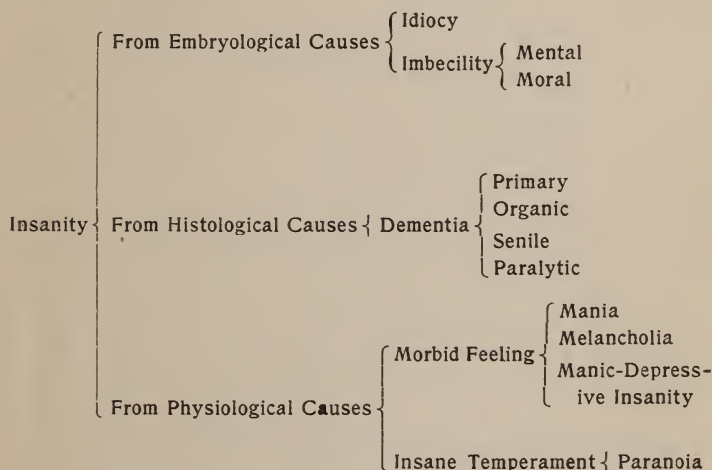 From Embryological Causes
Idiocy
Imbecility
Mental
Moral
Insanity
From Histological Causes
Dementia
Primary
Organic
Senile
Paralytic
From Physiological Causes
Morbid Feeling
Mania
Melancholia
Manic-Depress-
ive Insanity
Insane Temperament
Paranoia